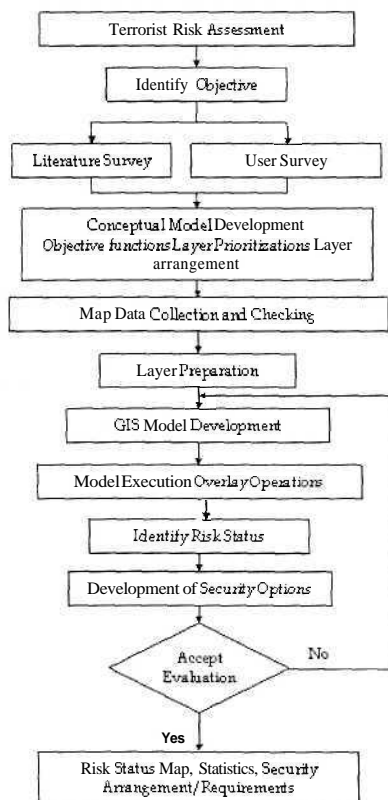 Terrorist Risk Assessment
Identify Objective
Literature Survey
User Survey
Conceptual Model Development
Objective functions Layer Prioritizations Layer
arrangement
Map Data Collection and Checking
Layer Preparation
GIS Model Development
Model Execution Overlay Operations
Identify Risk Status
Development of Security Options
Accept
Evaluation
No
Yes
Risk Status Map, Statistics, Security
Arrangement/Requirements